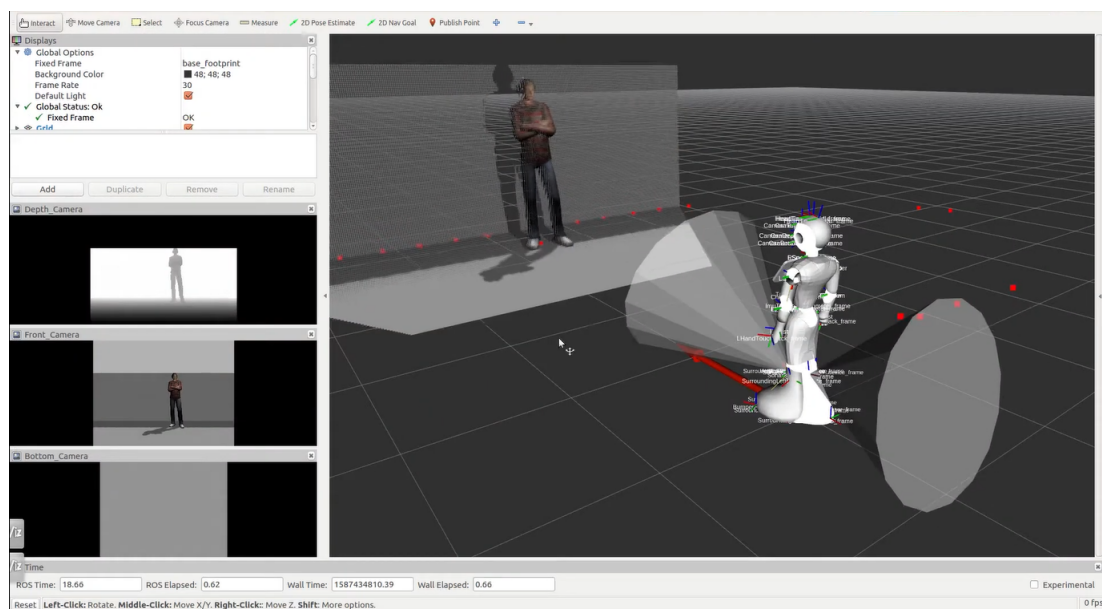 Interact Move Camera Select Focus Camera Measure 2D Pose Estimate 2D Nav Goal Publish Point
Displays
Global Options
Fixed Frame base_footprint
Background Color 48; 48; 48
Frame Rate 30
Default Light
Global Status: Ok
Fixed Frame OK
Grid
Add Duplicate Remove Rename
Depth_Camera
Front_Camera
Bottom_Camera
Time
ROS Time: 18.66 ROS Elapsed: 0.62 Wall Time: 1587434810.39 Wall Elapsed: 0.66 Experimental
Reset Left-Click: Rotate. Middle-Click: Move X/Y. Right-Click:: Move Z. Shift: More options. 0 fps